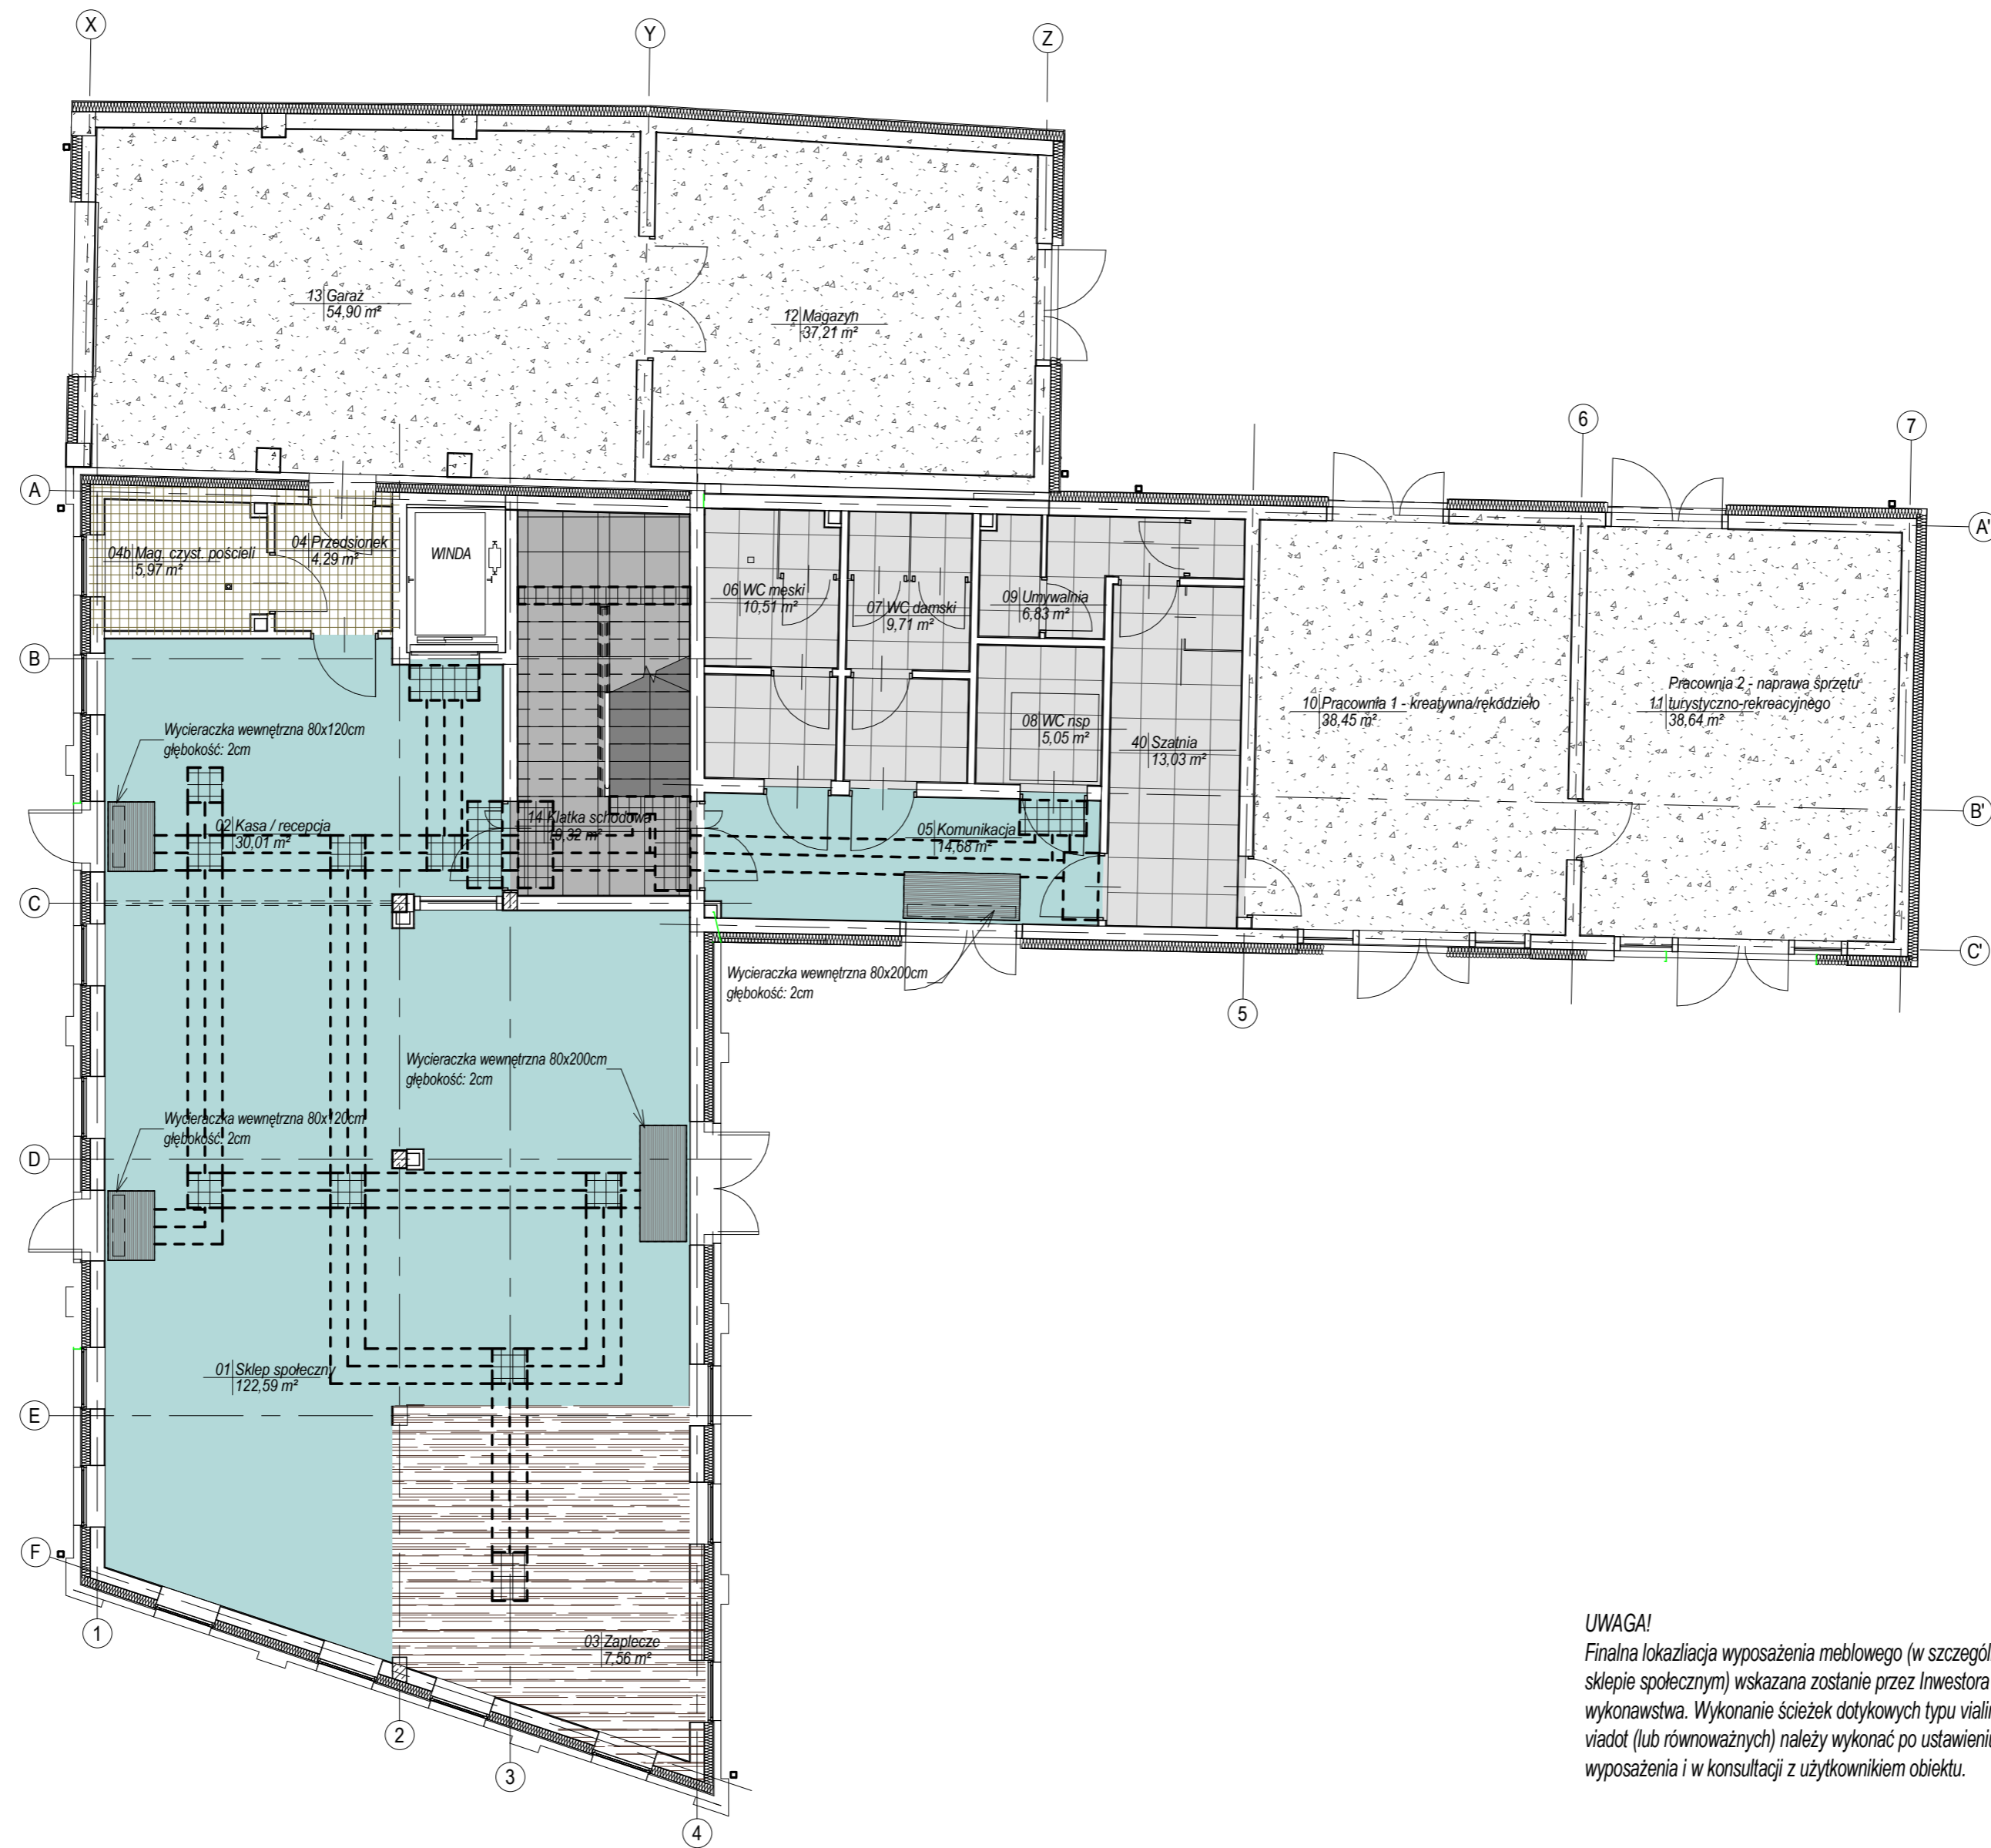 X
Y
Z
13 Garaż
54,90 m²
12 Magazyn
37,21 m²
6
7
A
A'
04b Mag. czyst. pościeli
5,97 m²
04 Przedsionek
4,29 m²
WINDA
06 WC męski
10,51 m²
07 WC damski
9,71 m²
09 Umywalnia
6,83 m²
B
08 WC nsp
5,05 m²
40 Szatnia
13,03 m²
10 Pracownia 1 - kreatywna/rękodzieło
38,45 m²
Pracownia 2 - naprawa sprzętu
11 turystyczno-rekreacyjnego
38,64 m²
Wycieraczka wewnętrzna 80x120cm
głębokość: 2cm
02 Kasa / recepcja
30,01 m²
14 Klatka schodowa
05 Komunikacja
14,68 m²
B'
C
C'
Wycieraczka wewnętrzna 80x200cm
głębokość: 2cm
5
Wycieraczka wewnętrzna 80x200cm
głębokość: 2cm
Wycieraczka wewnętrzna 80x120cm
głębokość: 2cm
D
01 Sklep społeczny
122,59 m²
E
F
03 Zaplecze
7,56 m²
1
2
3
4
UWAGA!
Finalna lokazliacja wyposażenia meblowego (w szczegól
sklepie społecznym) wskazana zostanie przez Inwestora
wykonawstwa. Wykonanie ścieżek dotykowych typu vialin
viadot (lub równoważnych) należy wykonać po ustawieniu
wyposażenia i w konsultacji z użytkownikiem obiektu.